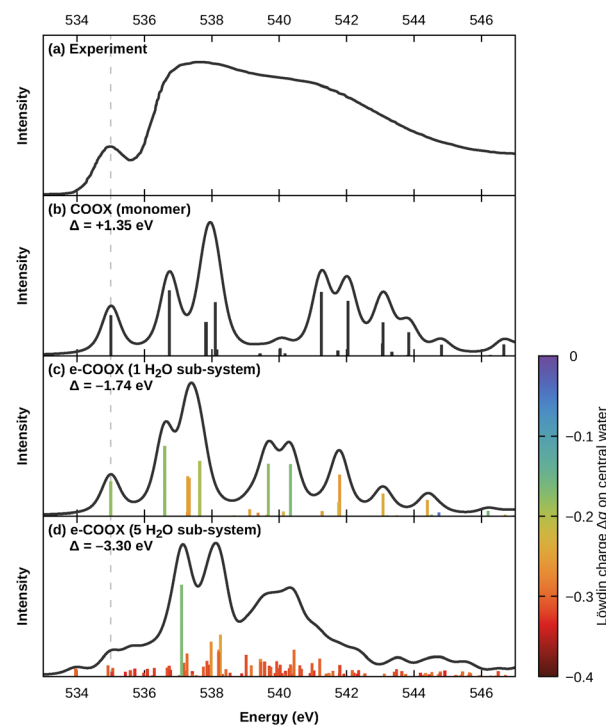 534 536 538 540 542 544 546
(a) Experiment
Intensity
(b) COOX (monomer)
Δ = +1.35 eV
Intensity
(c) e-COOX (1 H₂O sub-system)
Δ = −1.74 eV
Intensity
(d) e-COOX (5 H₂O sub-system)
Δ = −3.30 eV
Intensity
534 536 538 540 542 544 546
Energy (eV)
0
−0.1
−0.2
−0.3
−0.4
Löwdin charge Δq on central water